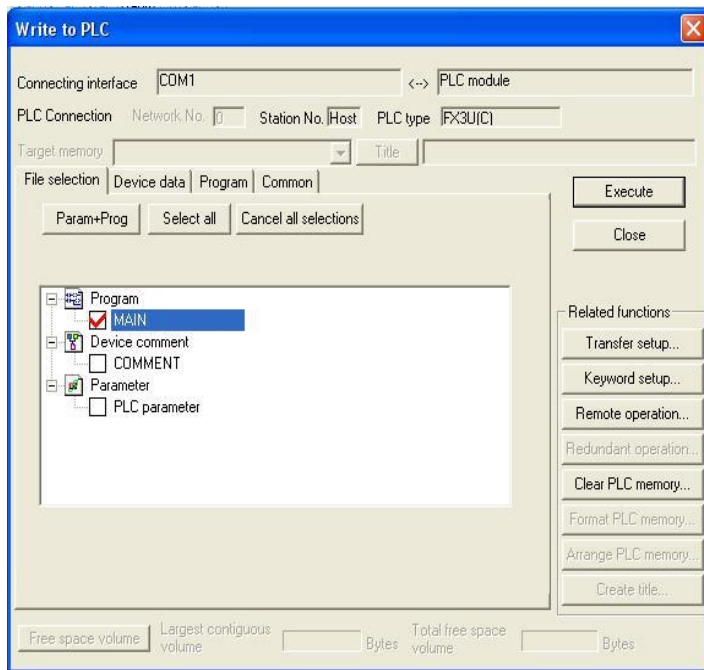 Write to PLC
Connecting interface COM1 <--> PLC module
PLC Connection Network No. 0 Station No. Host PLC type FX3U(C)
Target memory Title
File selection Device data Program Common
Execute
Param+Prog Select all Cancel all selections
Close
Program
MAIN
Device comment
COMMENT
Parameter
PLC parameter
Related functions
Transfer setup...
Keyword setup...
Remote operation...
Redundant operation...
Clear PLC memory...
Format PLC memory...
Arrange PLC memory...
Create title...
Free space volume Largest contiguous volume Bytes Total free space volume Bytes